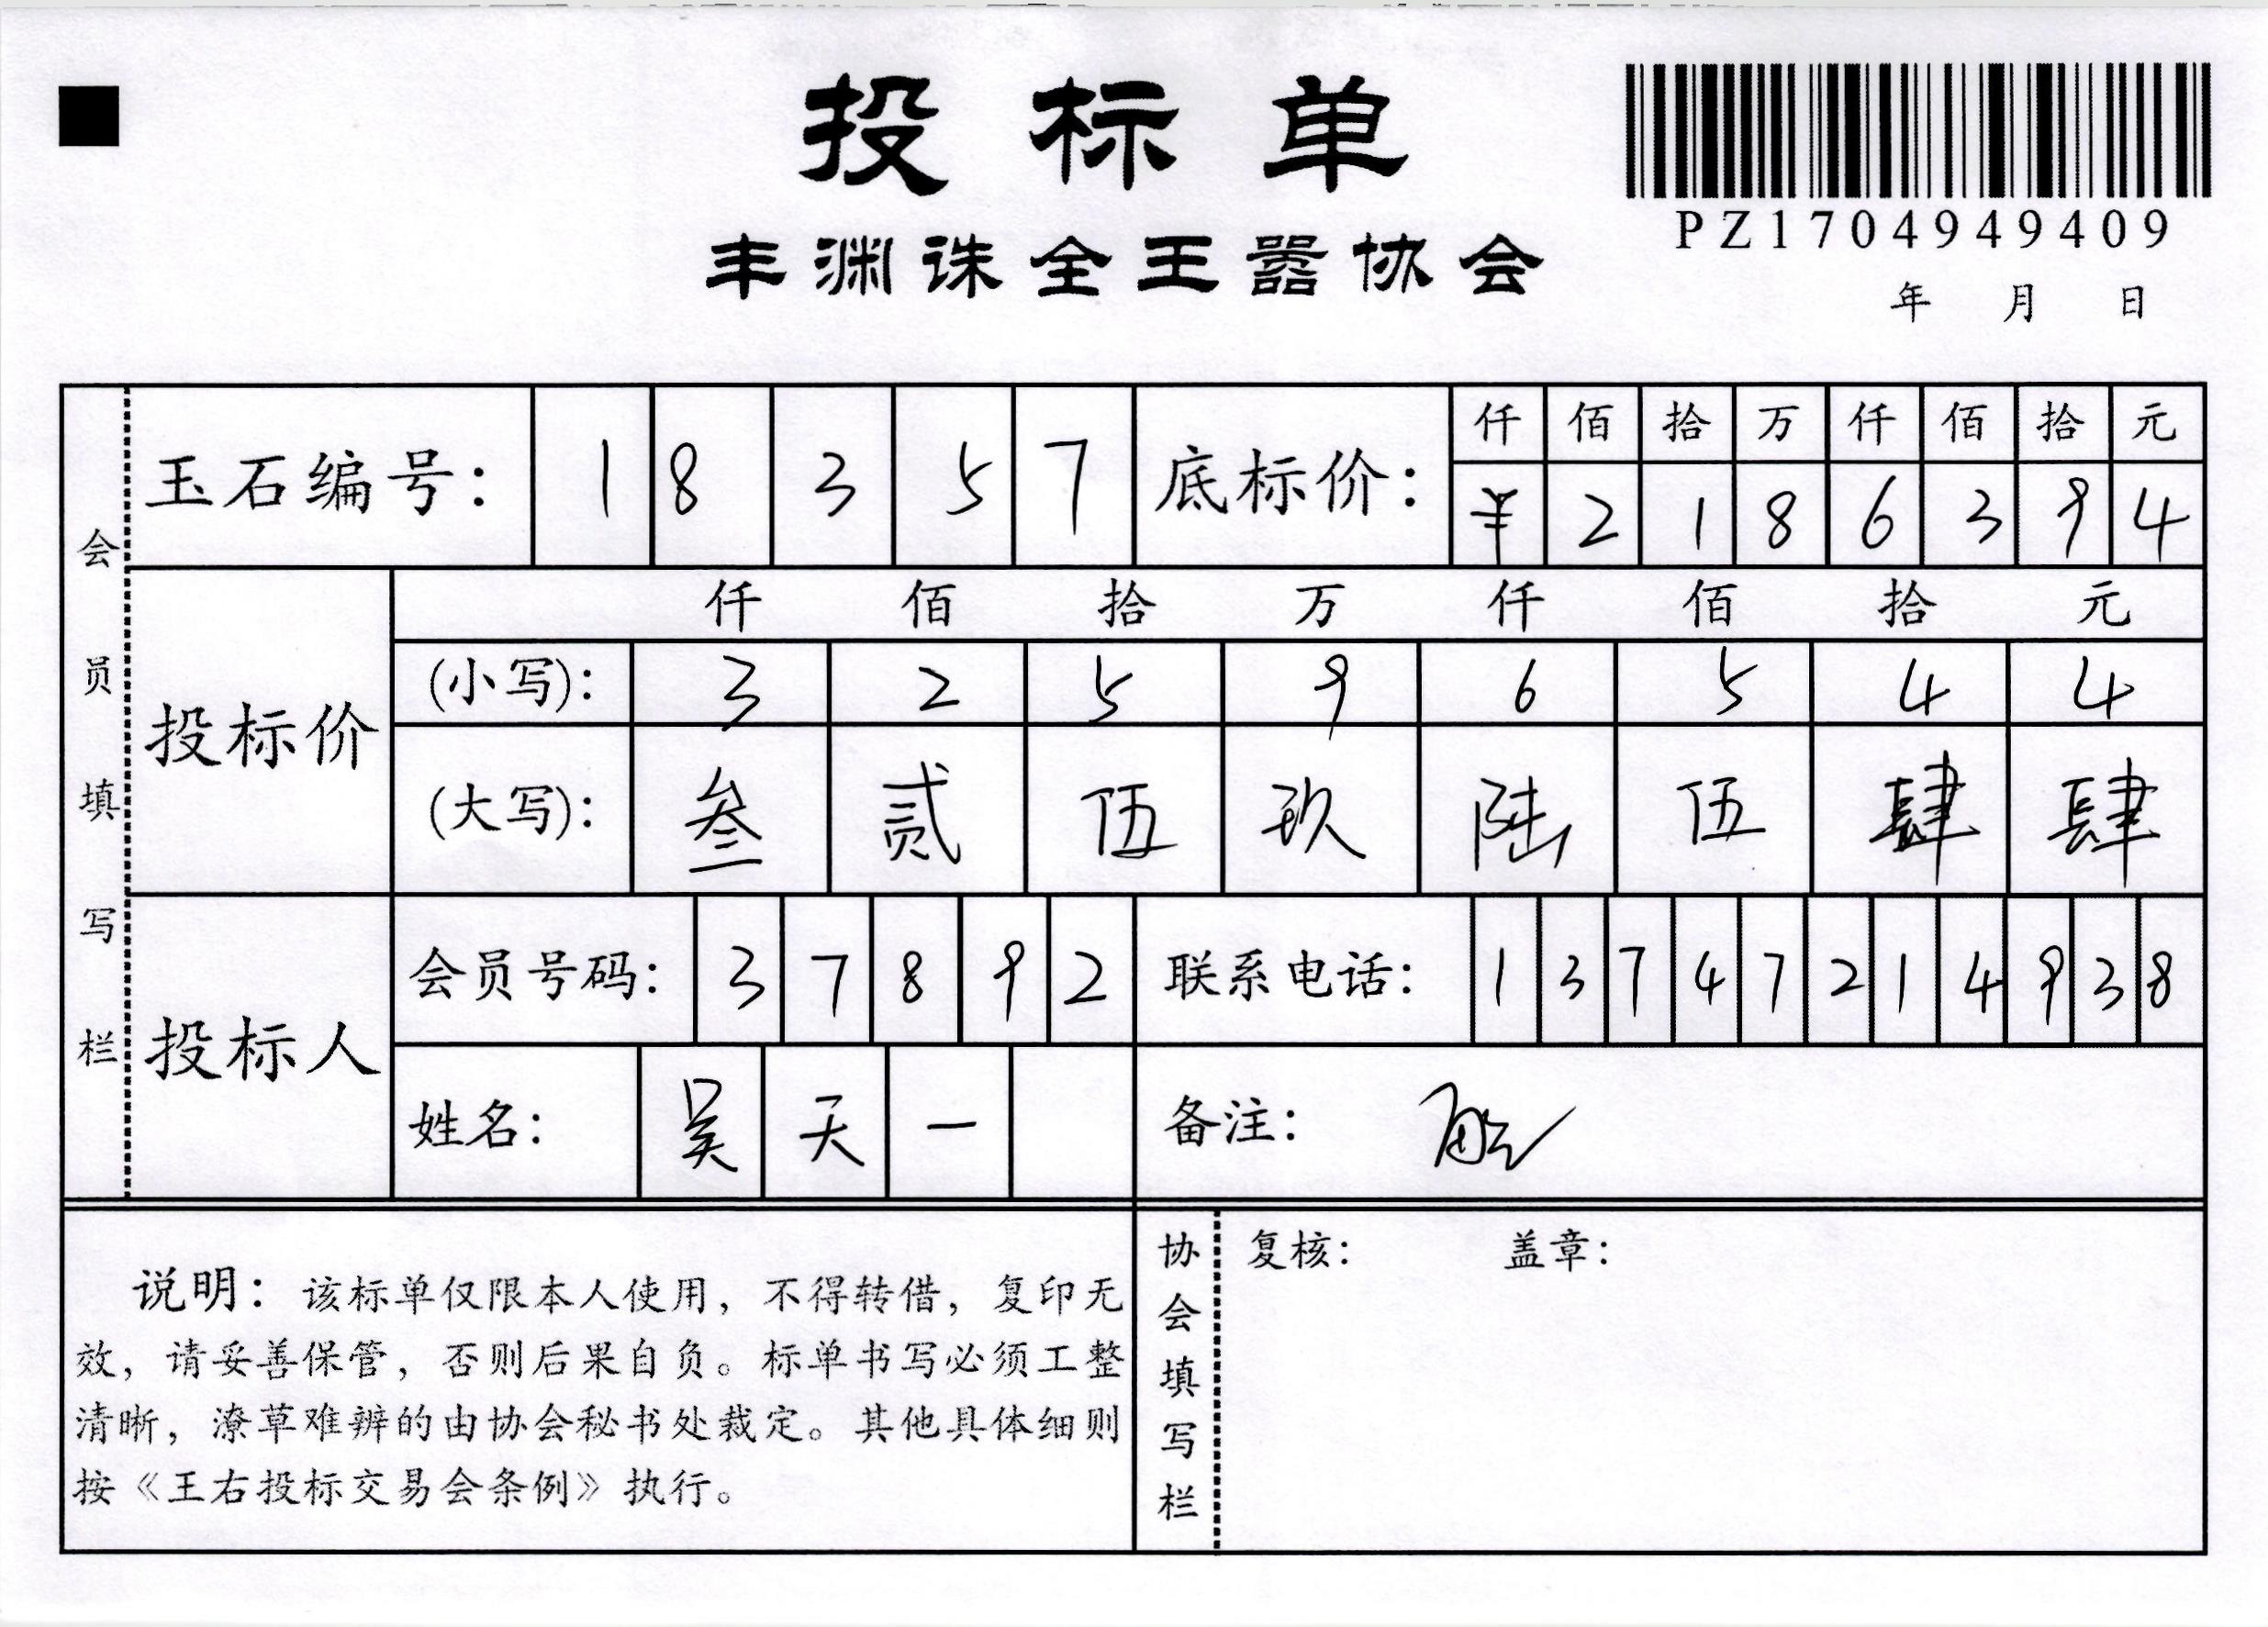 投标单
丰渊诛全王嚣协会
PZ1704949409
年 月 日
会员填写栏
玉石编号： 1 8 3 5 7
底标价： 仟 佰 拾 万 仟 佰 拾 元
¥ 2 1 8 6 3 9 4
投标价
仟 佰 拾 万 仟 佰 拾 元
(小写)： 3 2 5 9 6 5 4 4
(大写)： 叁 贰 伍 玖 陆 伍 肆 肆
投标人
会员号码： 3 7 8 9 2
联系电话： 1 3 7 4 7 2 1 4 9 3 8
姓名： 吴 天 一
备注：
说明：该标单仅限本人使用，不得转借，复印无
效，请妥善保管，否则后果自负。标单书写必须工整
清晰，潦草难辨的由协会秘书处裁定。其他具体细则
按《王右投标交易会条例》执行。
协会填写栏
复核： 盖章：